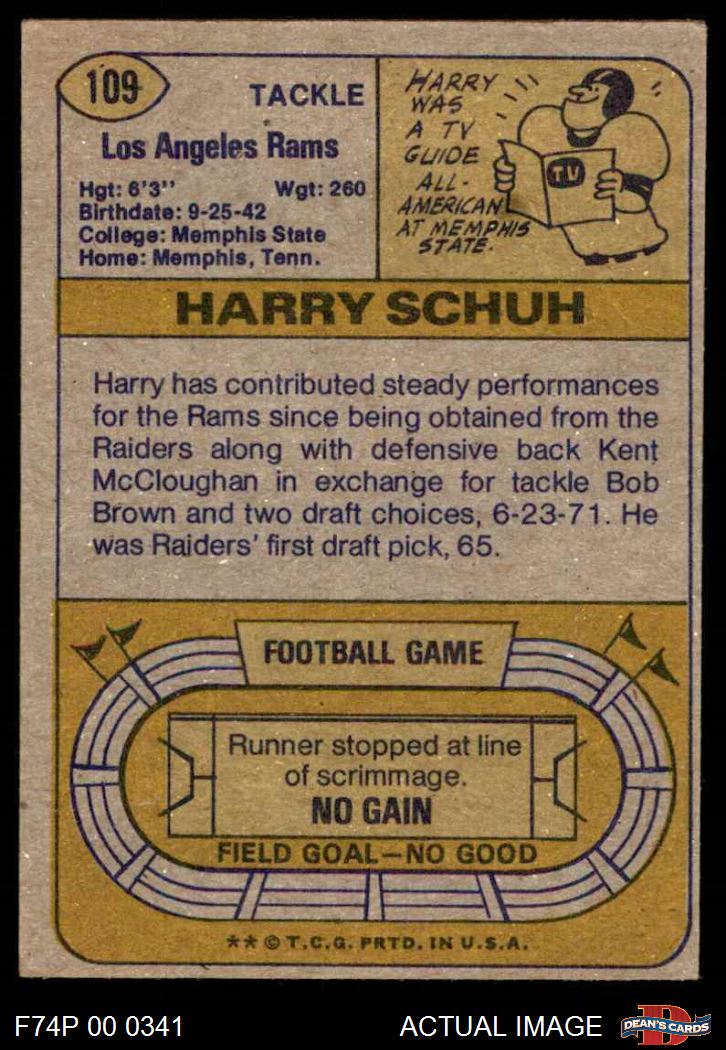 109
TACKLE
Los Angeles Rams
Hgt: 6'3" Wgt: 260
Birthdate: 9-25-42
College: Memphis State
Home: Memphis, Tenn.
HARRY
WAS
A TV
GUIDE
ALL-
AMERICAN
AT MEMPHIS
STATE.
TV
HARRY SCHUH
Harry has contributed steady performances
for the Rams since being obtained from the
Raiders along with defensive back Kent
McCloughan in exchange for tackle Bob
Brown and two draft choices, 6-23-71. He
was Raiders' first draft pick, 65.
FOOTBALL GAME
Runner stopped at line
of scrimmage.
NO GAIN
FIELD GOAL—NO GOOD
** © T.C.G. PRTD. IN U.S.A.
F74P 00 0341 ACTUAL IMAGE
D
DEAN'S CARDS